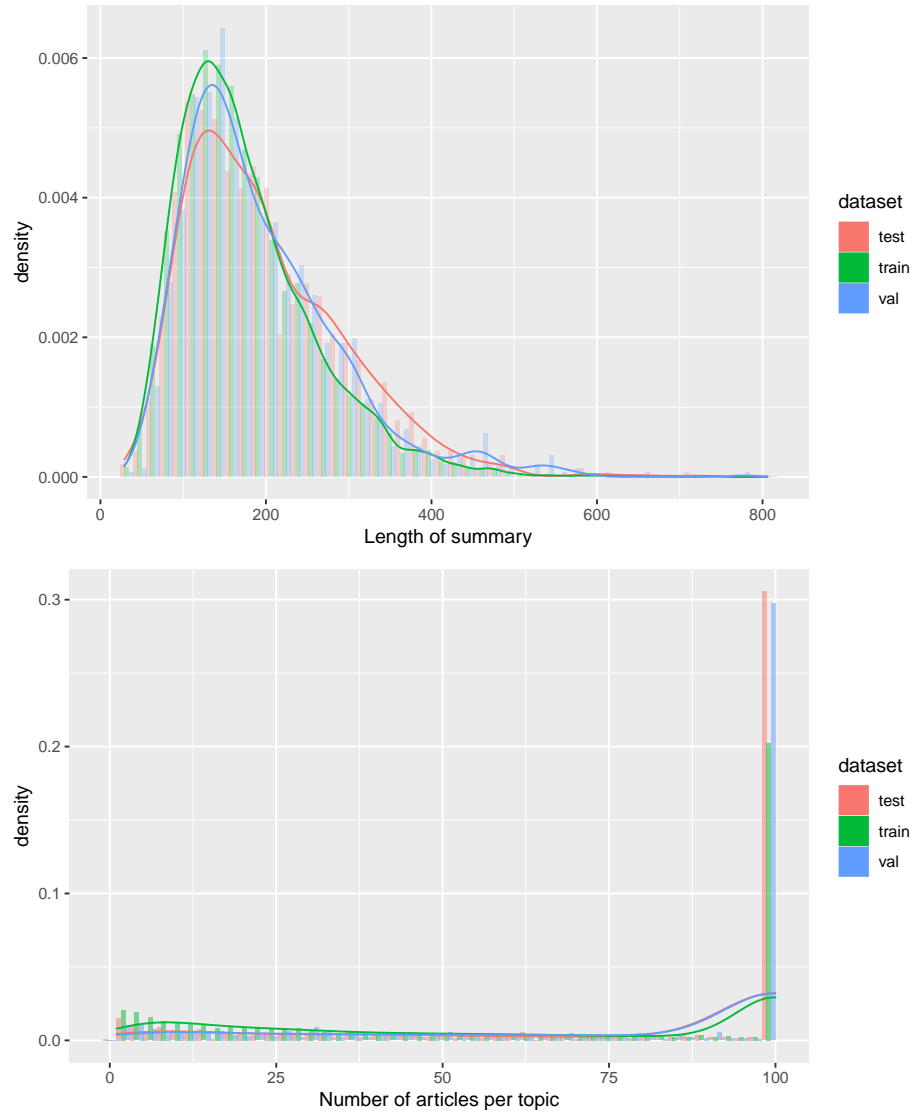 0.006
0.004
0.002
0.000
density
0 200 400 600 800
Length of summary
dataset
test
train
val
0.3
0.2
0.1
0.0
density
0 25 50 75 100
Number of articles per topic
dataset
test
train
val